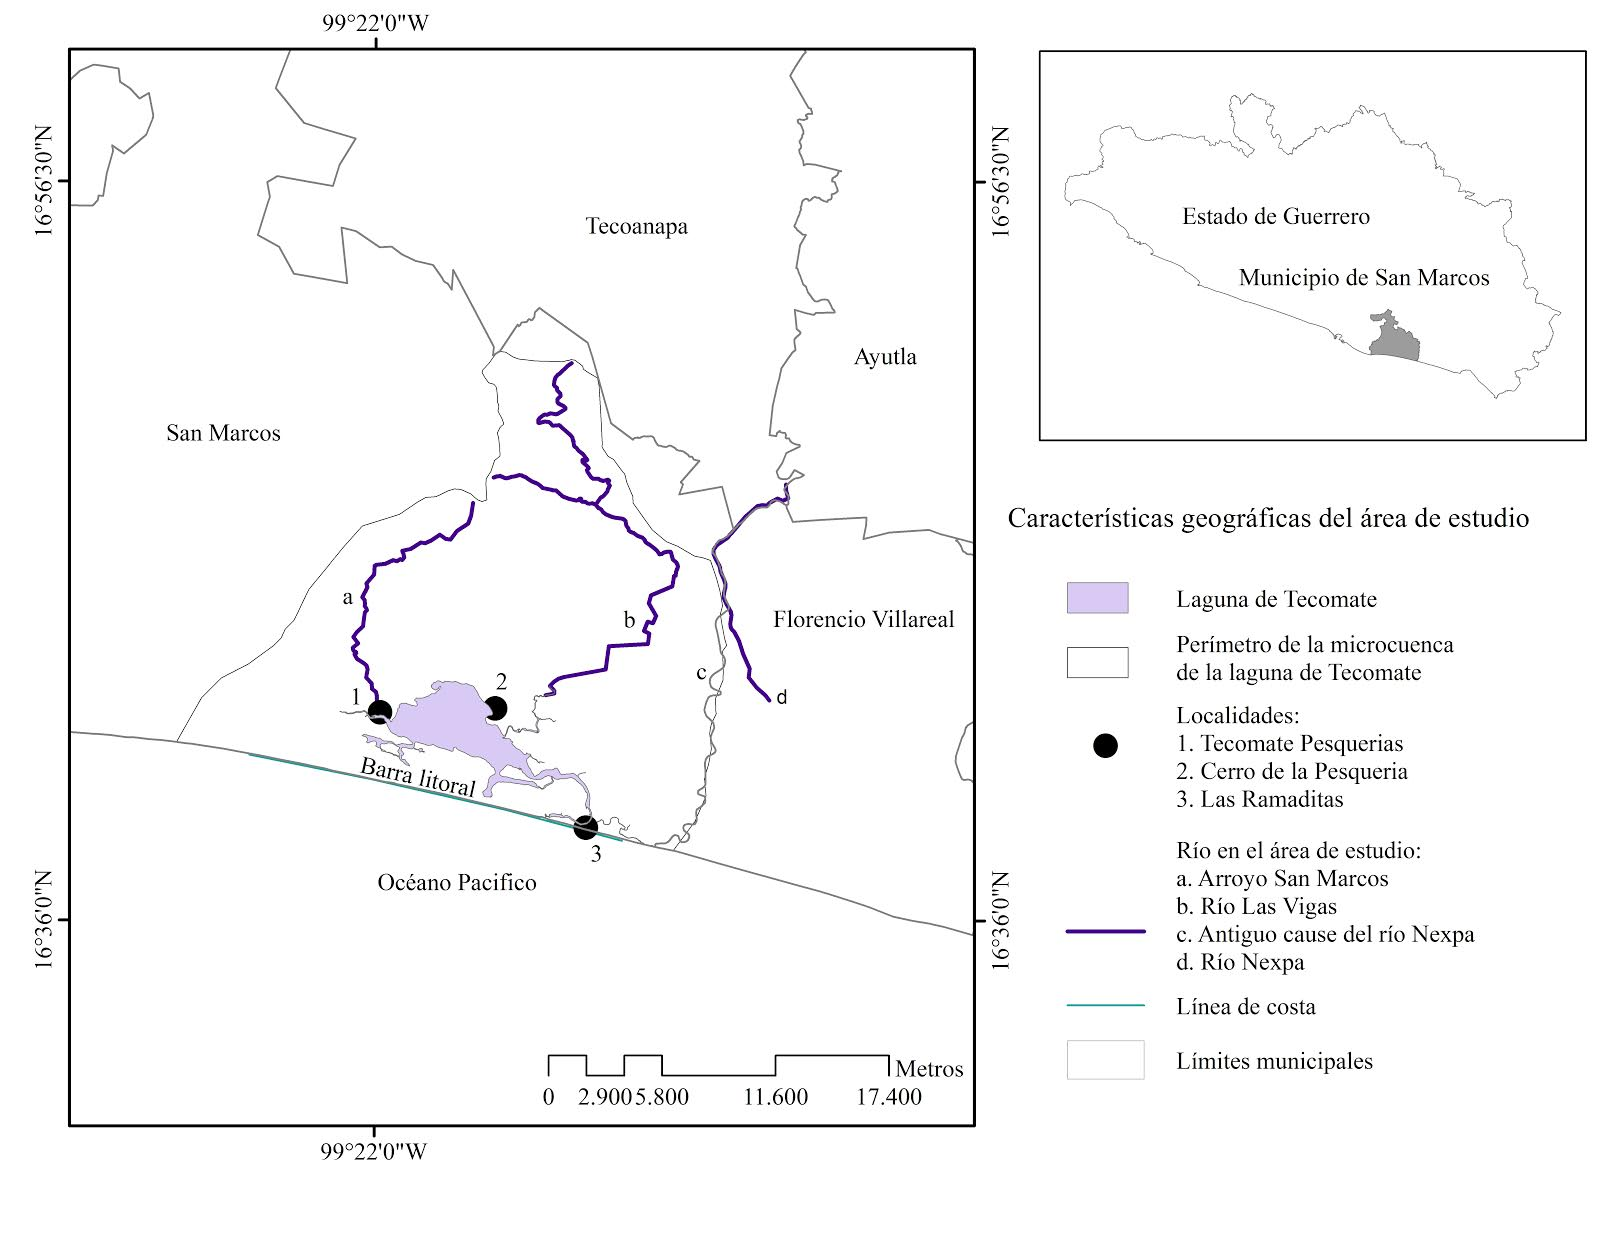 99°22'0"W
16°56'30"N
16°56'30"N
Tecoanapa
Ayutla
San Marcos
a
b
Florencio Villareal
c
d
1
2
Barra litoral
3
Océano Pacifico
16°36'0"N
16°36'0"N
Metros
0 2.900 5.800 11.600 17.400
99°22'0"W
Estado de Guerrero
Municipio de San Marcos
Características geográficas del área de estudio
Laguna de Tecomate
Perímetro de la microcuenca
de la laguna de Tecomate
Localidades:
1. Tecomate Pesquerias
2. Cerro de la Pesqueria
3. Las Ramaditas
Río en el área de estudio:
a. Arroyo San Marcos
b. Río Las Vigas
c. Antiguo cause del río Nexpa
d. Río Nexpa
Línea de costa
Límites municipales